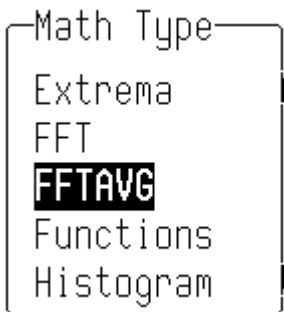 Math Type
Extrema
FFT
FFTAVG
Functions
Histogram